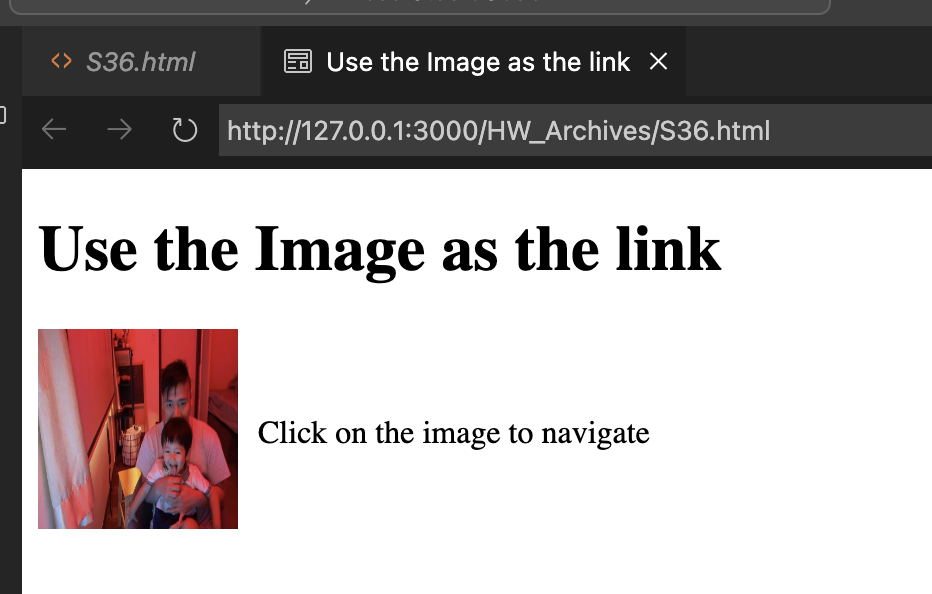 S36.html
Use the Image as the link
http://127.0.0.1:3000/HW_Archives/S36.html
Use the Image as the link
Click on the image to navigate